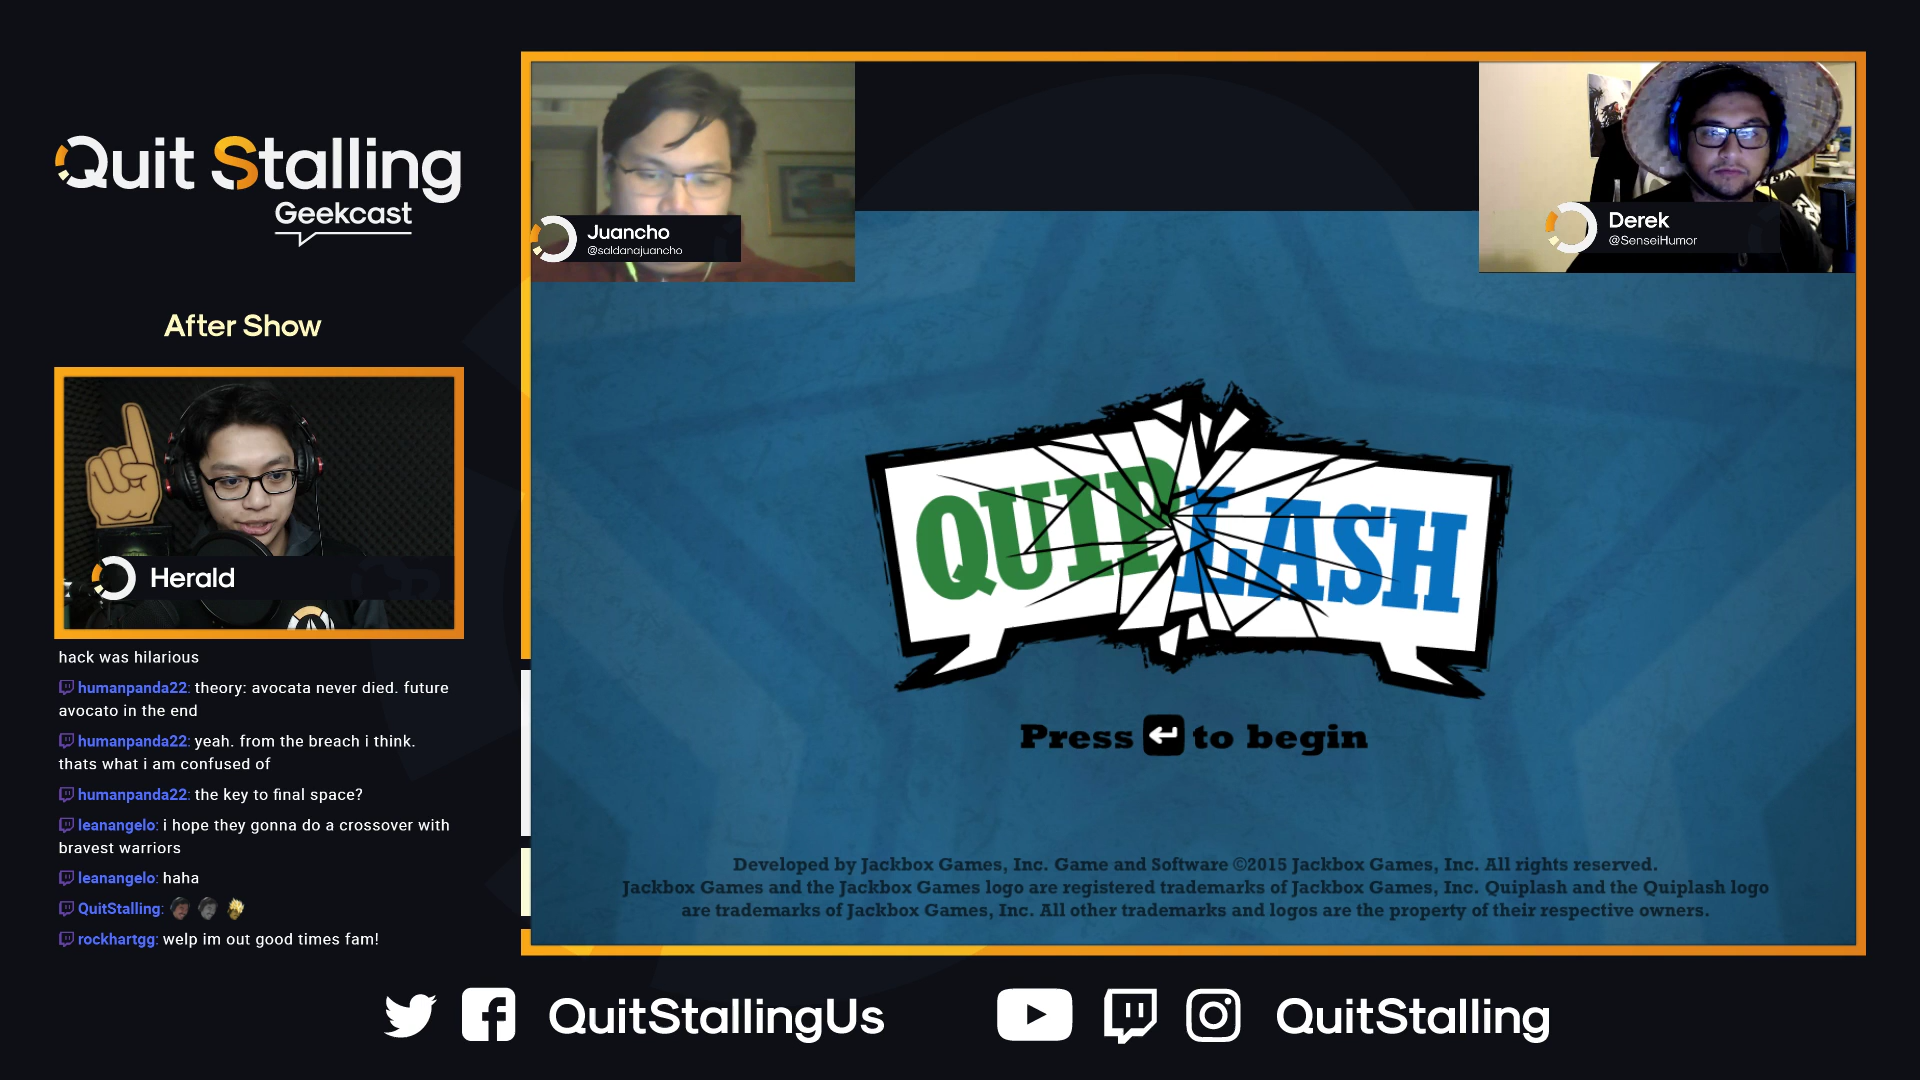 Quit Stalling
Geekcast
After Show
Herald
hack was hilarious
humanpanda22: theory: avocata never died. future
avocato in the end
humanpanda22: yeah. from the breach i think.
thats what i am confused of
humanpanda22: the key to final space?
leanangelo: i hope they gonna do a crossover with
bravest warriors
leanangelo: haha
QuitStalling:
rockhartgg: welp im out good times fam!
Juancho
@saldanajuancho
Derek
@SenseiHumor
QUIPLASH
Press to begin
Developed by Jackbox Games, Inc. Game and Software ©2015 Jackbox Games, Inc. All rights reserved.
Jackbox Games and the Jackbox Games logo are registered trademarks of Jackbox Games, Inc. Quiplash and the Quiplash logo
are trademarks of Jackbox Games, Inc. All other trademarks and logos are the property of their respective owners.
QuitStallingUs
QuitStalling